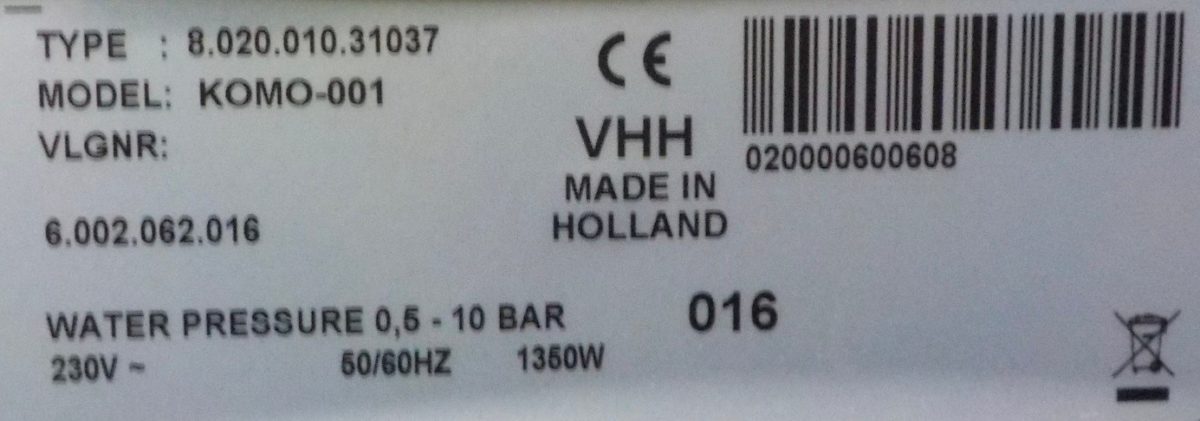 TYPE : 8.020.010.31037
MODEL: KOMO-001
VLGNR:
6.002.062.016
CE
VHH
MADE IN
HOLLAND
020000600608
WATER PRESSURE 0,5 - 10 BAR
016
230V ~ 50/60HZ 1350W